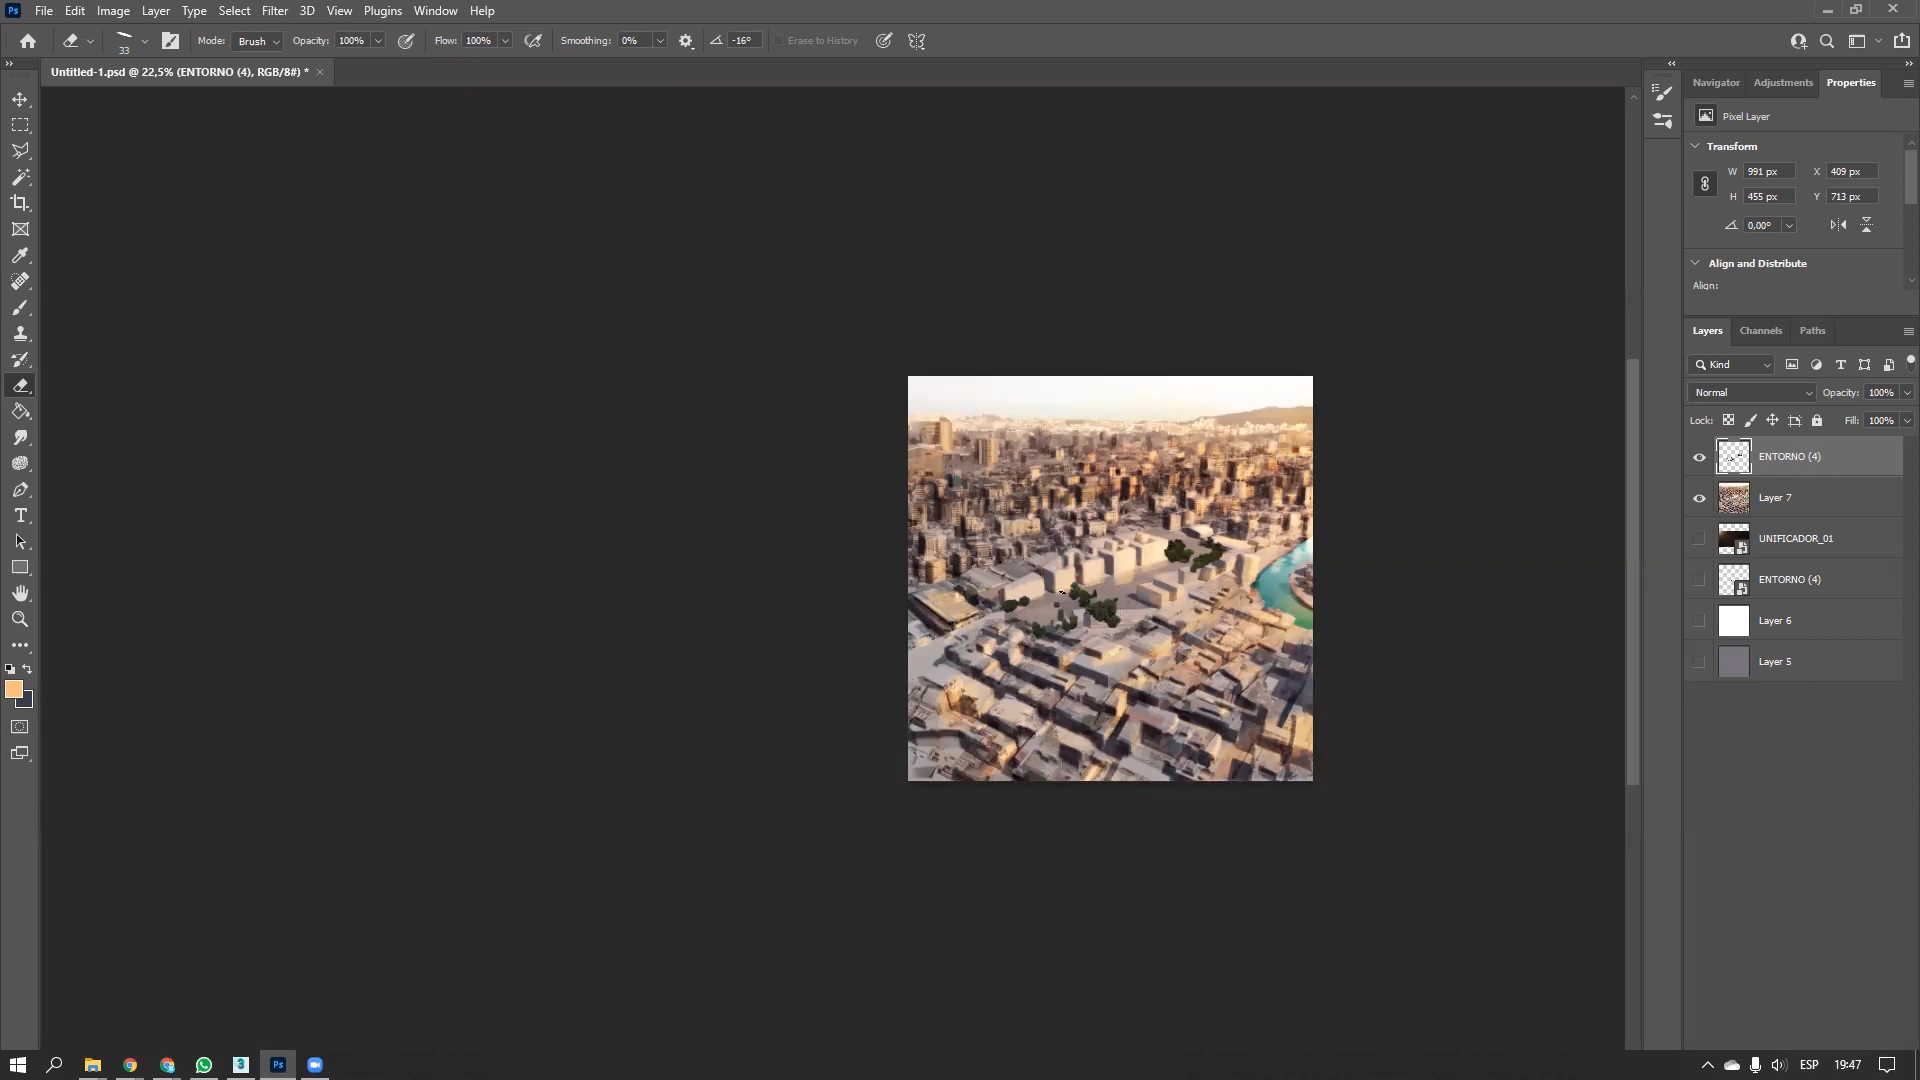 Ps File Edit Image Layer Type Select Filter 3D View Plugins Window Help
33 Mode: Brush Opacity: 100% Flow: 100% Smoothing: 0% -16° Erase to History
Untitled-1.psd @ 22,5% (ENTORNO (4), RGB/8#) * ×
Navigator Adjustments Properties
Pixel Layer
Transform
W 991 px X 409 px
H 455 px Y 713 px
0,00°
Align and Distribute
Align:
Layers Channels Paths
Kind
Normal Opacity: 100%
Lock: Fill: 100%
ENTORNO (4)
Layer 7
UNIFICADOR_01
ENTORNO (4)
Layer 6
Layer 5
3 Ps ESP 19:47